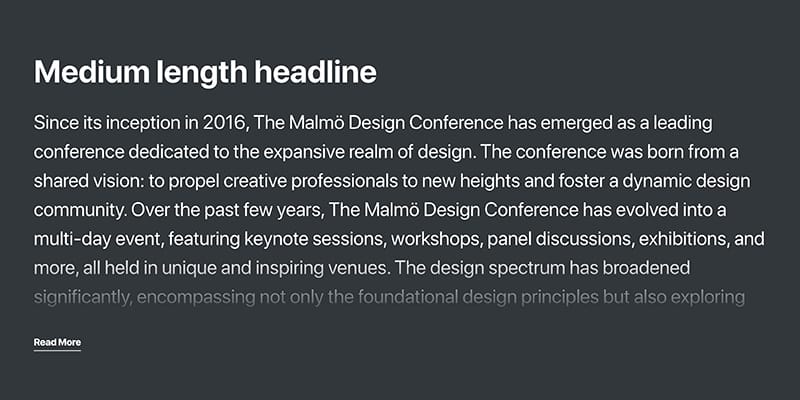 Medium length headline
Since its inception in 2016, The Malmö Design Conference has emerged as a leading
conference dedicated to the expansive realm of design. The conference was born from a
shared vision: to propel creative professionals to new heights and foster a dynamic design
community. Over the past few years, The Malmö Design Conference has evolved into a
multi-day event, featuring keynote sessions, workshops, panel discussions, exhibitions, and
more, all held in unique and inspiring venues. The design spectrum has broadened
significantly, encompassing not only the foundational design principles but also exploring
Read More